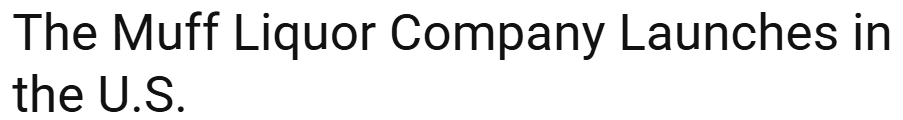 The Muff Liquor Company Launches in
the U.S.